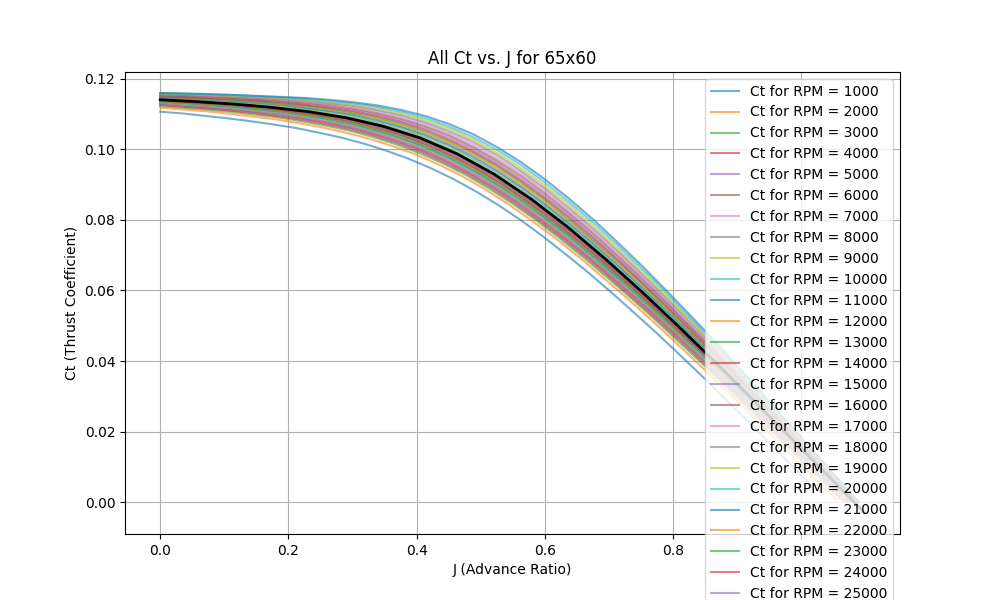 All Ct vs. J for 65x60
Ct (Thrust Coefficient)
0.12
0.10
0.08
0.06
0.04
0.02
0.00
0.0 0.2 0.4 0.6 0.8
J (Advance Ratio)
Ct for RPM = 1000
Ct for RPM = 2000
Ct for RPM = 3000
Ct for RPM = 4000
Ct for RPM = 5000
Ct for RPM = 6000
Ct for RPM = 7000
Ct for RPM = 8000
Ct for RPM = 9000
Ct for RPM = 10000
Ct for RPM = 11000
Ct for RPM = 12000
Ct for RPM = 13000
Ct for RPM = 14000
Ct for RPM = 15000
Ct for RPM = 16000
Ct for RPM = 17000
Ct for RPM = 18000
Ct for RPM = 19000
Ct for RPM = 20000
Ct for RPM = 21000
Ct for RPM = 22000
Ct for RPM = 23000
Ct for RPM = 24000
Ct for RPM = 25000